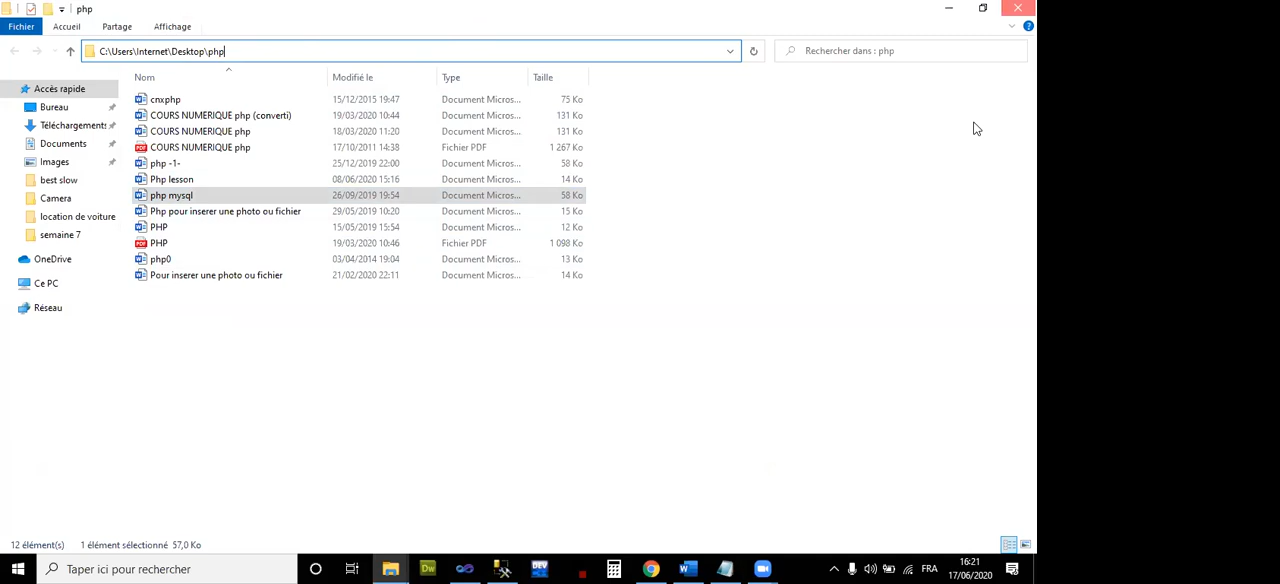 php
Fichier Accueil Partage Affichage
C:\Users\Internet\Desktop\php
Rechercher dans : php
Nom Modifié le Type Taille
Accès rapide
Bureau
Téléchargements
Documents
Images
best slow
Camera
location de voiture
semaine 7
OneDrive
Ce PC
Réseau
cnxphp 15/12/2015 19:47 Document Micros... 75 Ko
COURS NUMERIQUE php (converti) 19/03/2020 10:44 Document Micros... 131 Ko
COURS NUMERIQUE php 18/03/2020 11:20 Document Micros... 131 Ko
COURS NUMERIQUE php 17/10/2011 14:38 Fichier PDF 1 267 Ko
php -1- 25/12/2019 22:00 Document Micros... 58 Ko
Php lesson 08/06/2020 15:16 Document Micros... 14 Ko
php mysql 26/09/2019 19:54 Document Micros... 58 Ko
Php pour inserer une photo ou fichier 29/05/2019 10:20 Document Micros... 15 Ko
PHP 15/05/2019 15:54 Document Micros... 12 Ko
PHP 19/03/2020 10:46 Fichier PDF 1 098 Ko
php0 03/04/2014 19:04 Document Micros... 13 Ko
Pour inserer une photo ou fichier 21/02/2020 22:11 Document Micros... 14 Ko
12 élément(s) 1 élément sélectionné 57,0 Ko
Taper ici pour rechercher
Dw
DEV
FRA
16:21
17/06/2020